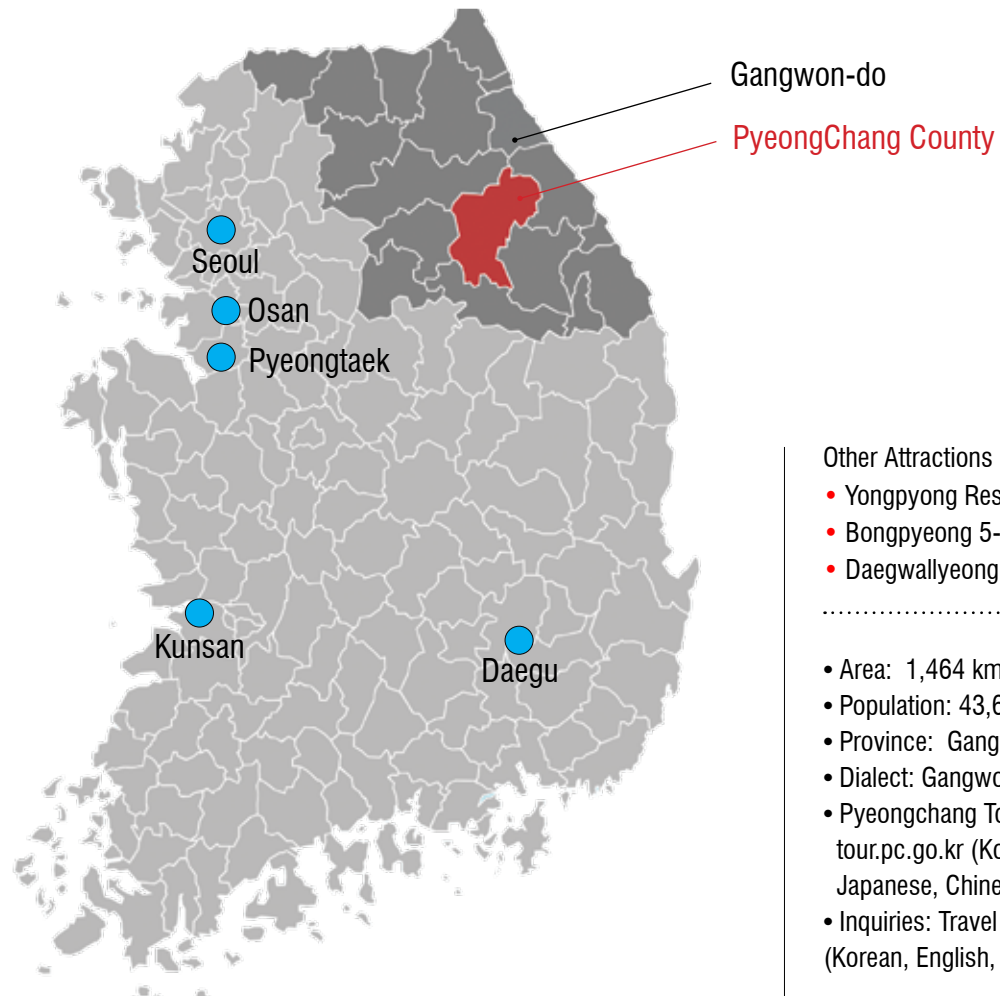 Gangwon-do
PyeongChang County
Seoul
Osan
Pyeongtaek
Kunsan
Daegu
Other Attractions
• Yongpyong Res
• Bongpyeong 5-
• Daegwallyeong
• Area: 1,464 km
• Population: 43,6
• Province: Gang
• Dialect: Gangwo
• Pyeongchang To
tour.pc.go.kr (Ko
Japanese, Chine
• Inquiries: Travel
(Korean, English,